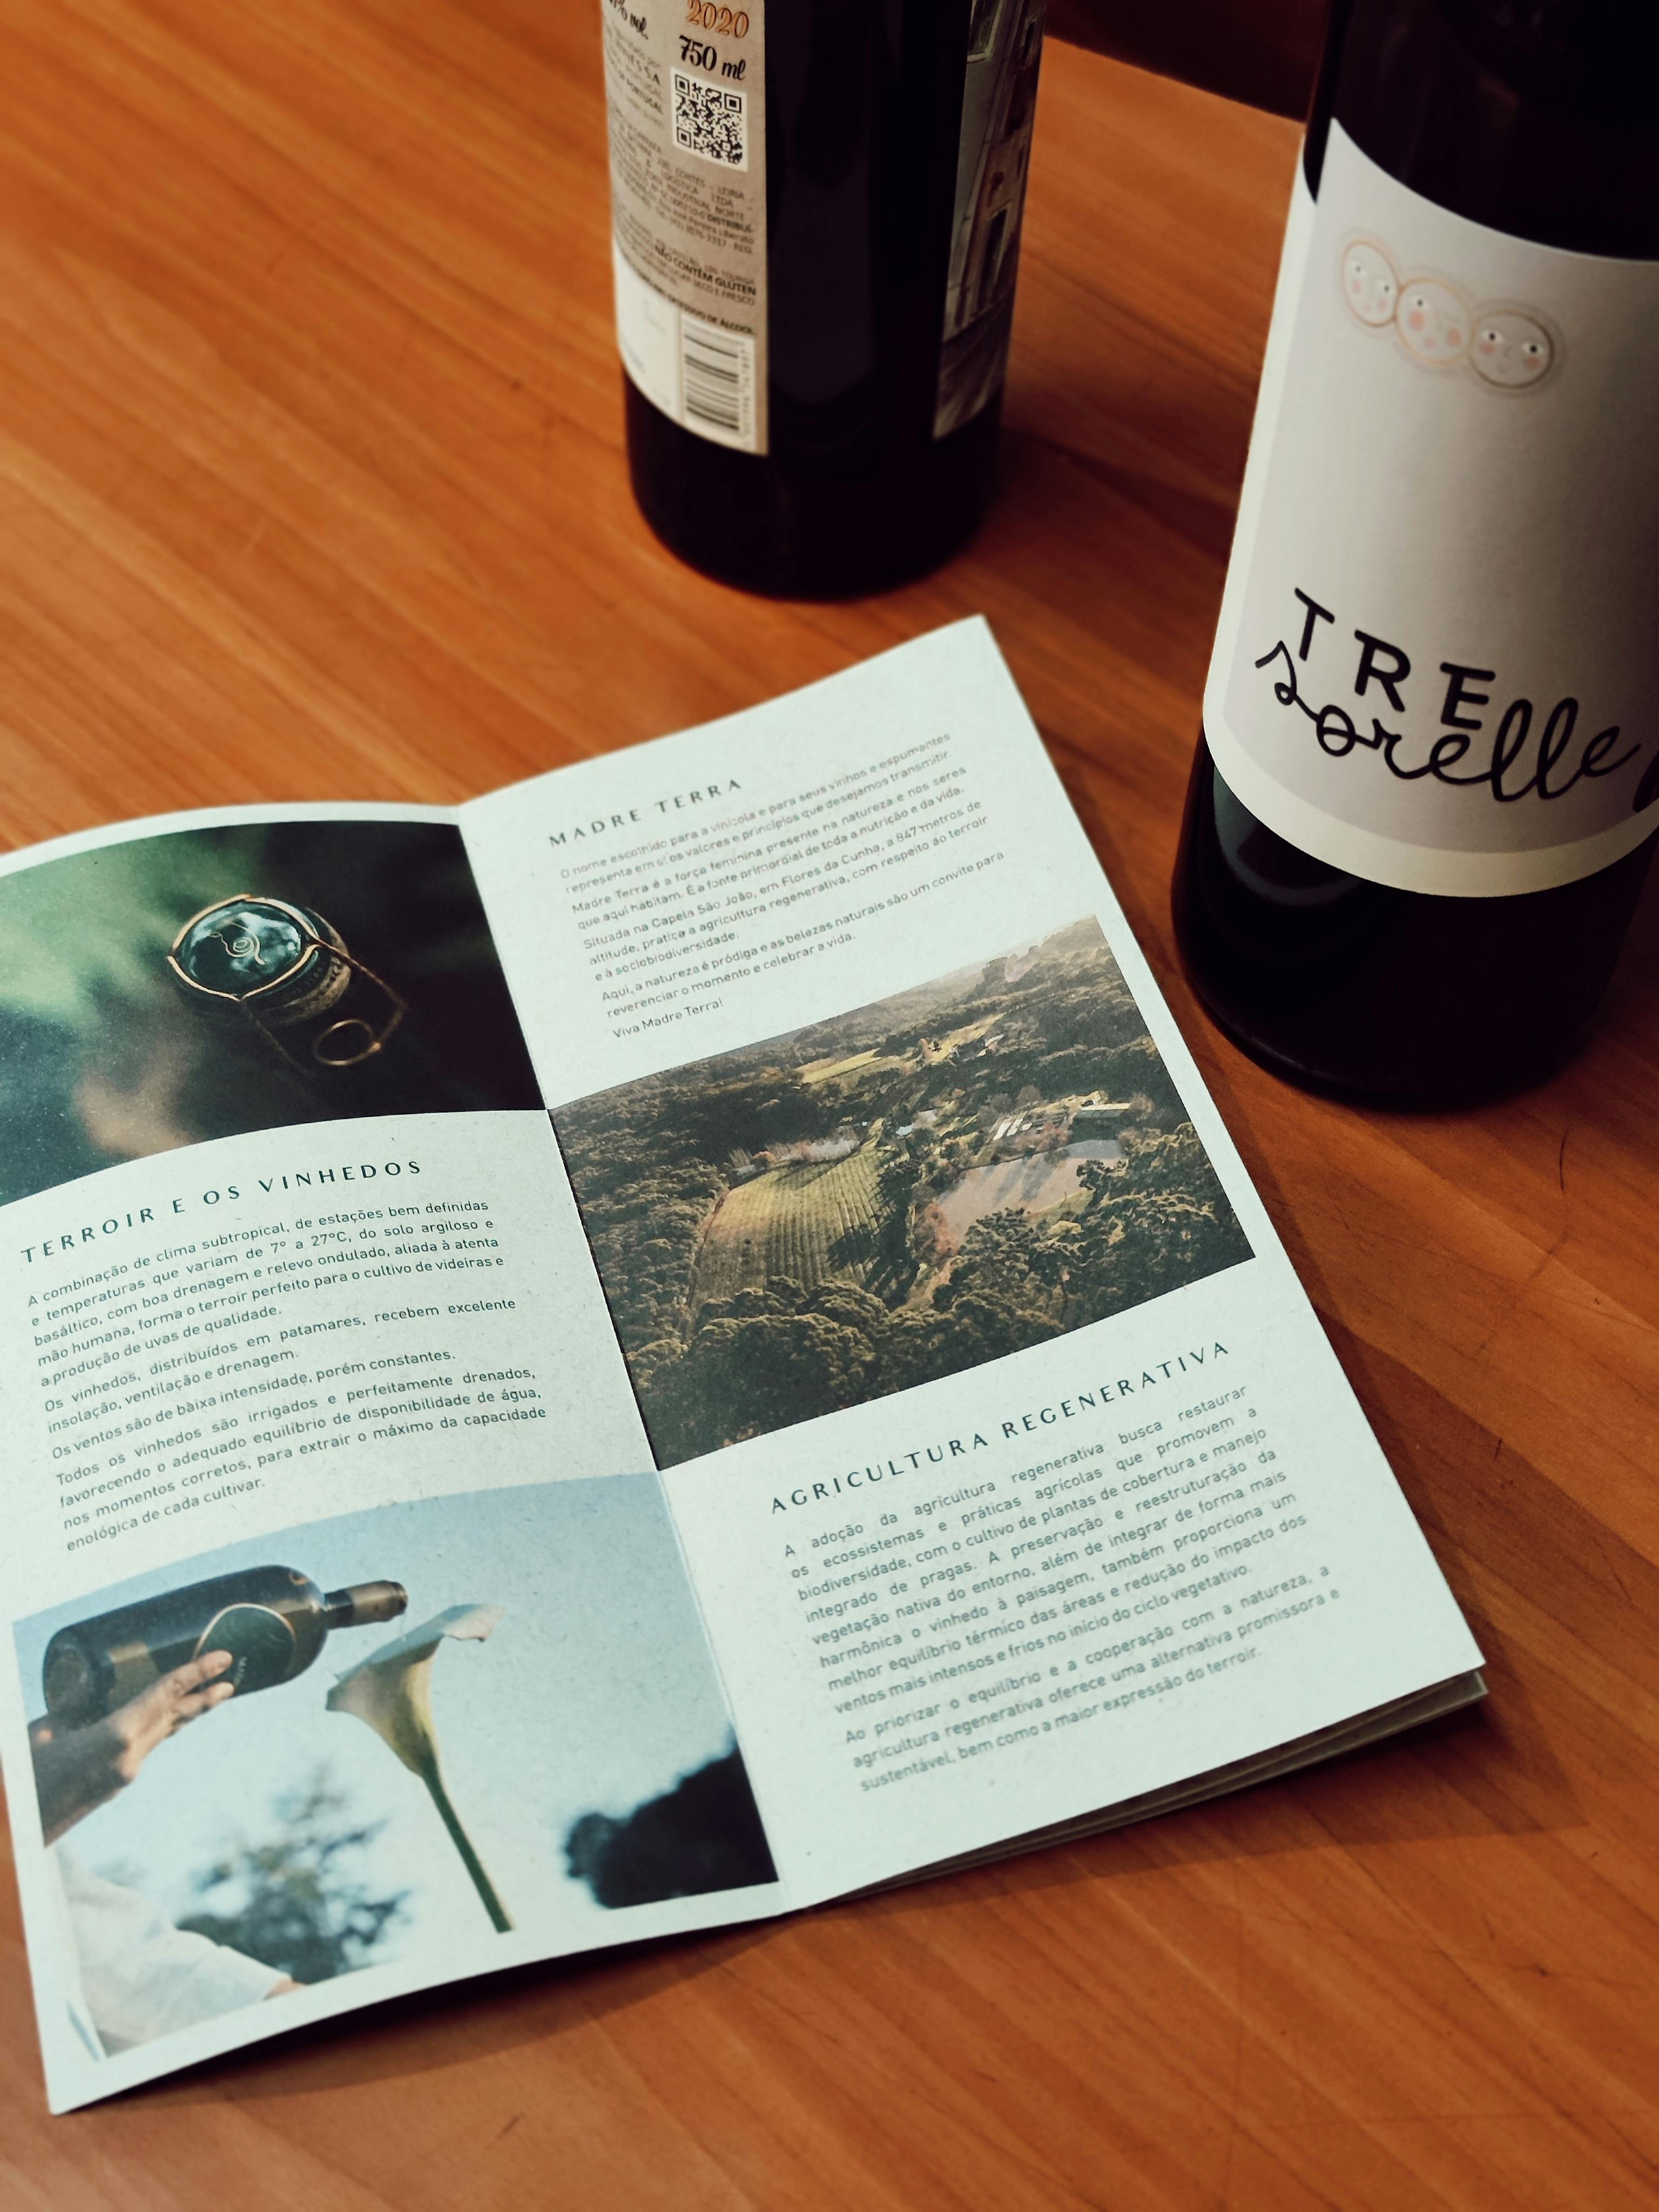 2020
750 ml
PORTUGAL
CORTES - LEIRIA
LOGÍSTICA LTDA
INDUSTRIAL NORTE
DISTRIBUÍ-
NÃO CONTÉM GLÚTEN
SECO E FRESCO
DE ÁLCOOL
TRE
sorelle
MADRE TERRA
O nome escolhido para a vinícola e para seus vinhos e espumantes
representa em si os valores e princípios que desejamos transmitir.
Madre Terra é a força feminina presente na natureza e nos seres
que aqui habitam. É a fonte primordial de toda a nutrição e da vida.
Situada na Capela São João, em Flores da Cunha, a 847 metros de
altitude, pratica a agricultura regenerativa, com respeito ao terroir
e à sociobiodiversidade.
Aqui, a natureza é pródiga e as belezas naturais são um convite para
reverenciar o momento e celebrar a vida.
Viva Madre Terra!
TERROIR E OS VINHEDOS
A combinação de clima subtropical, de estações bem definidas
e temperaturas que variam de 7° a 27°C, do solo argiloso e
basáltico, com boa drenagem e relevo ondulado, aliada à atenta
mão humana, forma o terroir perfeito para o cultivo de videiras e
a produção de uvas de qualidade.
Os vinhedos, distribuídos em patamares, recebem excelente
insolação, ventilação e drenagem.
Os ventos são de baixa intensidade, porém constantes.
Todos os vinhedos são irrigados e perfeitamente drenados,
favorecendo o adequado equilíbrio de disponibilidade de água,
nos momentos corretos, para extrair o máximo da capacidade
enológica de cada cultivar.
AGRICULTURA REGENERATIVA
A adoção da agricultura regenerativa busca restaurar
os ecossistemas e práticas agrícolas que promovem a
biodiversidade, com o cultivo de plantas de cobertura e manejo
integrado de pragas. A preservação e reestruturação da
vegetação nativa do entorno, além de integrar de forma mais
harmônica o vinhedo à paisagem, também proporciona um
melhor equilíbrio térmico das áreas e redução do impacto dos
ventos mais intensos e frios no início do ciclo vegetativo.
Ao priorizar o equilíbrio e a cooperação com a natureza, a
agricultura regenerativa oferece uma alternativa promissora e
sustentável, bem como a maior expressão do terroir.